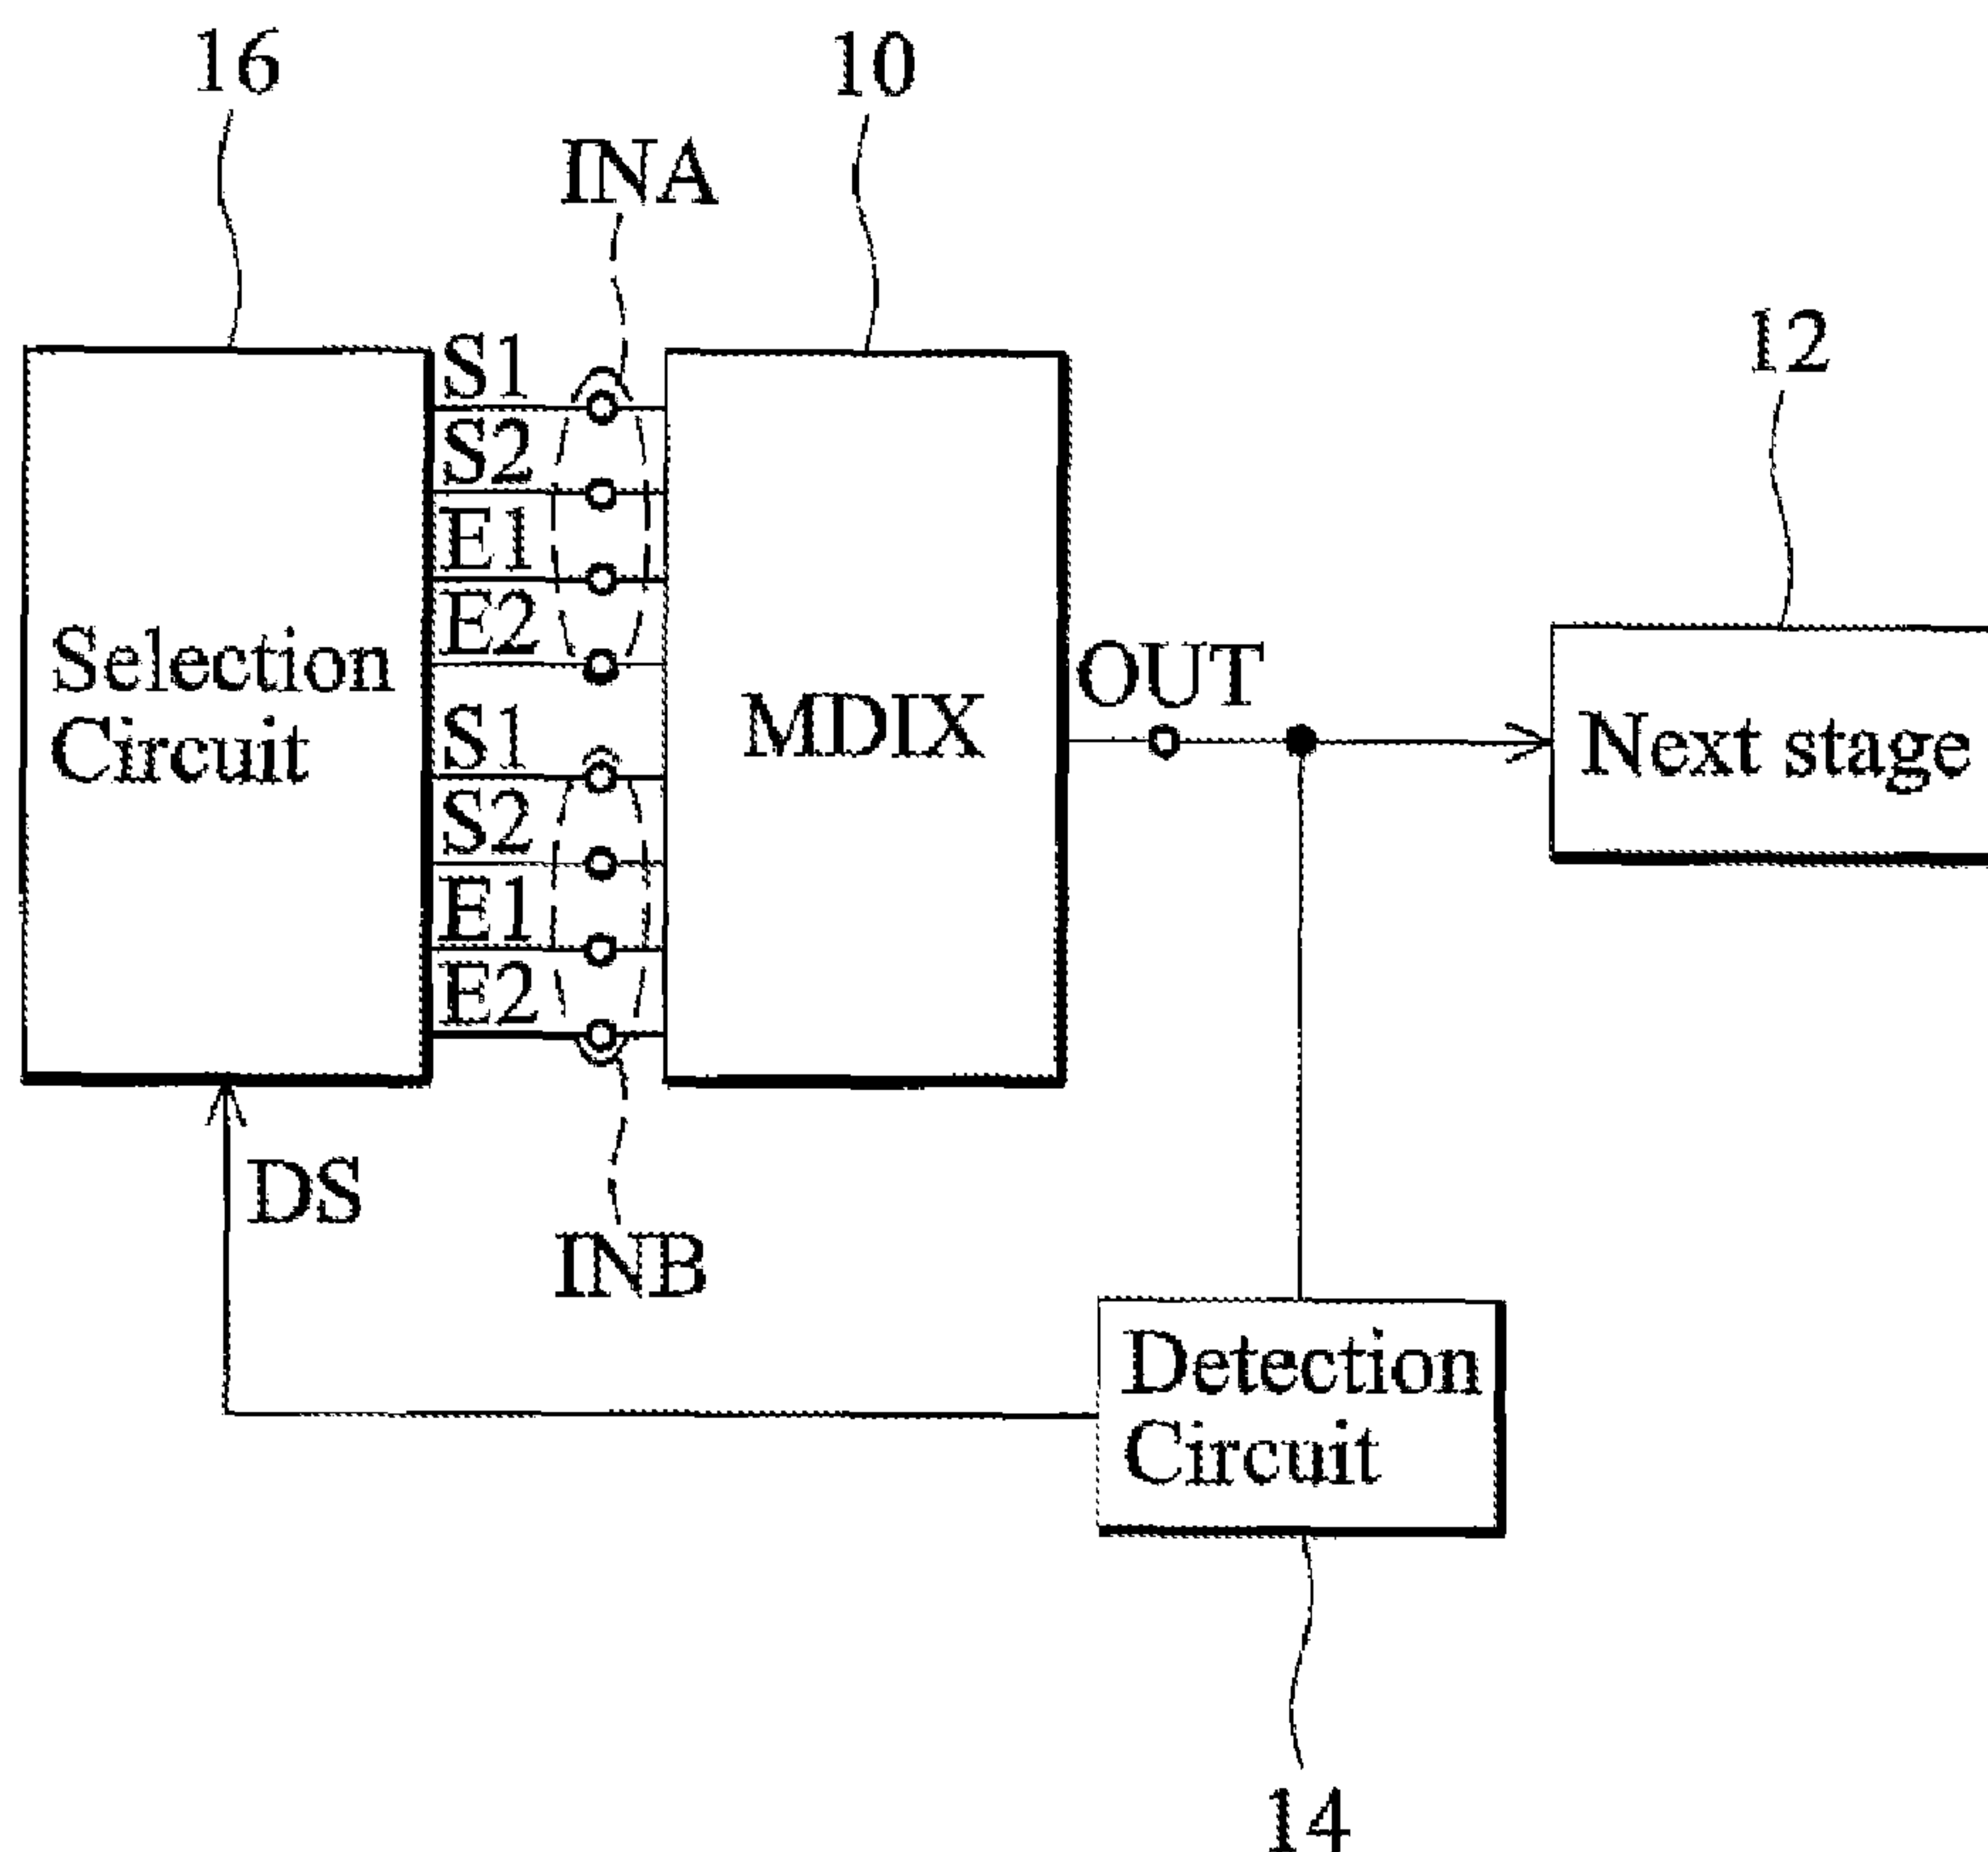 16
10
INA
12
S1
S2
E1
E2
S1
S2
E1
E2
Selection
Circuit
MDIX
OUT
Next stage
DS
INB
Detection
Circuit
14